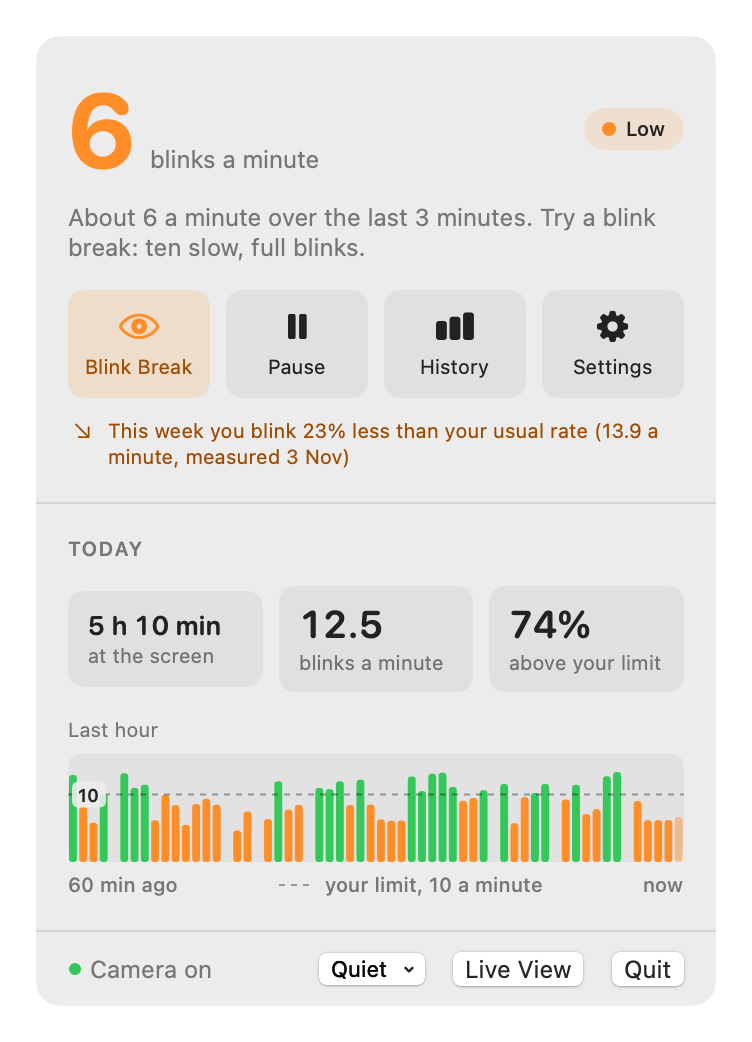 6 blinks a minute
Low
About 6 a minute over the last 3 minutes. Try a blink
break: ten slow, full blinks.
Blink Break
Pause
History
Settings
This week you blink 23% less than your usual rate (13.9 a
minute, measured 3 Nov)
TODAY
5 h 10 min
at the screen
12.5
blinks a minute
74%
above your limit
Last hour
10
60 min ago
your limit, 10 a minute
now
Camera on
Quiet
Live View
Quit